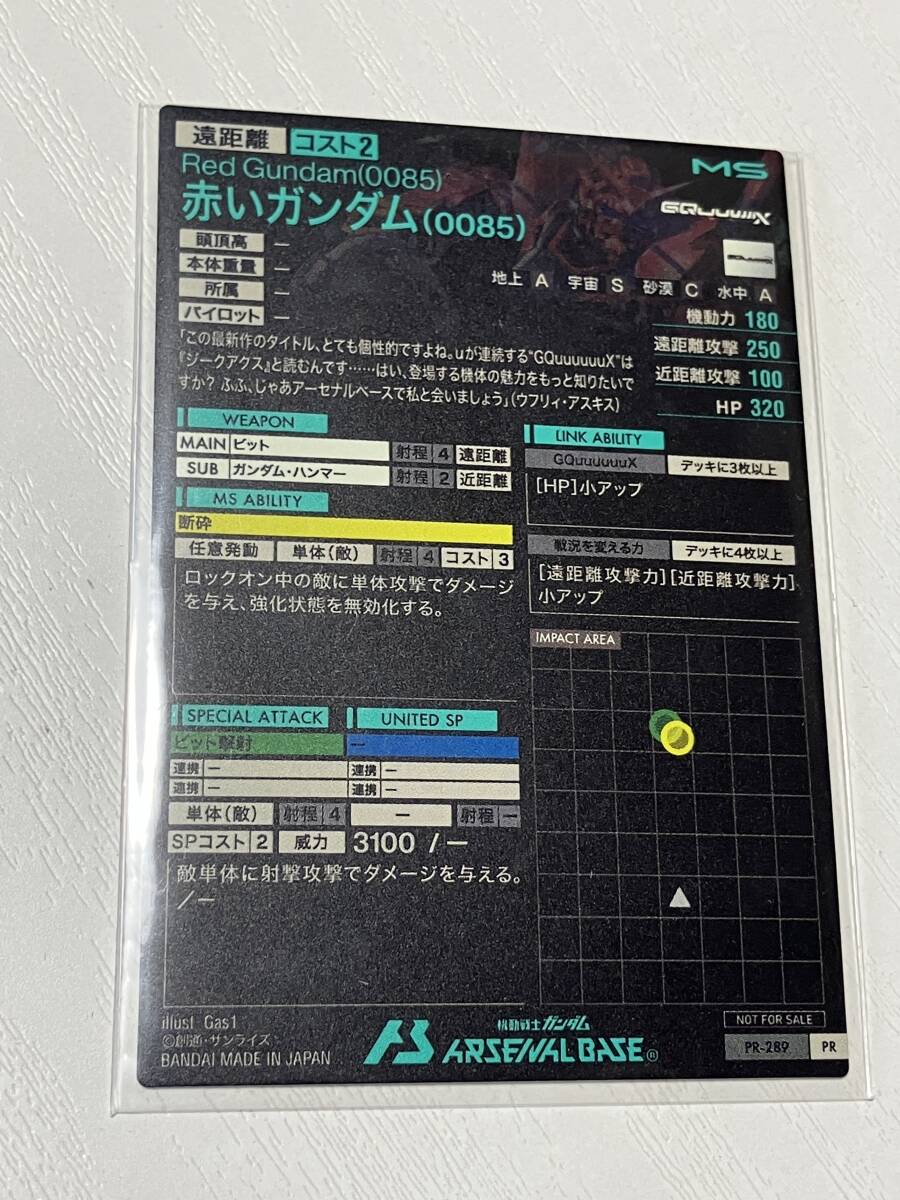 遠距離 コスト2
MS
Red Gundam(0085)
赤いガンダム(0085)
GQuuuuuuX
頭頂高 ー
本体重量 ー
所属 ー
パイロット ー
地上 A 宇宙 S 砂漠 C 水中 A
機動力 180
遠距離攻撃 250
近距離攻撃 100
HP 320
「この最新作のタイトル、とても個性的ですよね。uが連続する“GQuuuuuuX”は
『ジークアクス』と読むんです……はい、登場する機体の魅力をもっと知りたいで
すか? ふふ、じゃあアーセナルベースで私と会いましょう」(ウフリィ・アスキス)
WEAPON
MAIN ビット 射程 4 遠距離
SUB ガンダム・ハンマー 射程 2 近距離
MS ABILITY
断砕
任意発動 単体(敵) 射程 4 コスト 3
ロックオン中の敵に単体攻撃でダメージ
を与え、強化状態を無効化する。
LINK ABILITY
GQuuuuuuX デッキに3枚以上
[HP]小アップ
戦況を変える力 デッキに4枚以上
[遠距離攻撃力][近距離攻撃力]
小アップ
IMPACT AREA
SPECIAL ATTACK UNITED SP
ビット撃射 ー
連携 ー 連携 ー
連携 ー 連携 ー
単体(敵) 射程 4 ー 射程 ー
SPコスト 2 威力 3100 / ー
敵単体に射撃攻撃でダメージを与える。
/ー
illust Gas1
©創通・サンライズ
BANDAI MADE IN JAPAN
AS
機動戦士ガンダム
ARSENAL BASE®
NOT FOR SALE
PR-289 PR